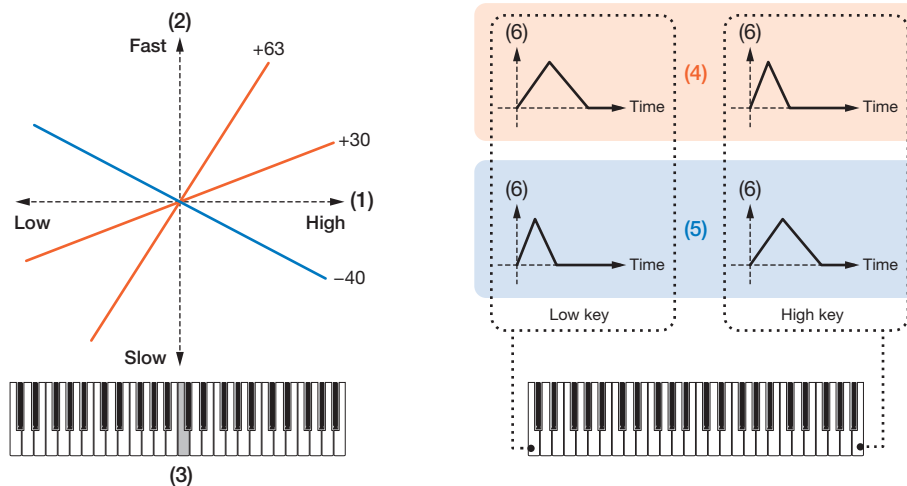 (2)
Fast
+63
+30
(1)
Low
High
−40
Slow
(3)
(6)
(6)
(4)
Time
Time
(6)
(6)
(5)
Time
Time
Low key
High key